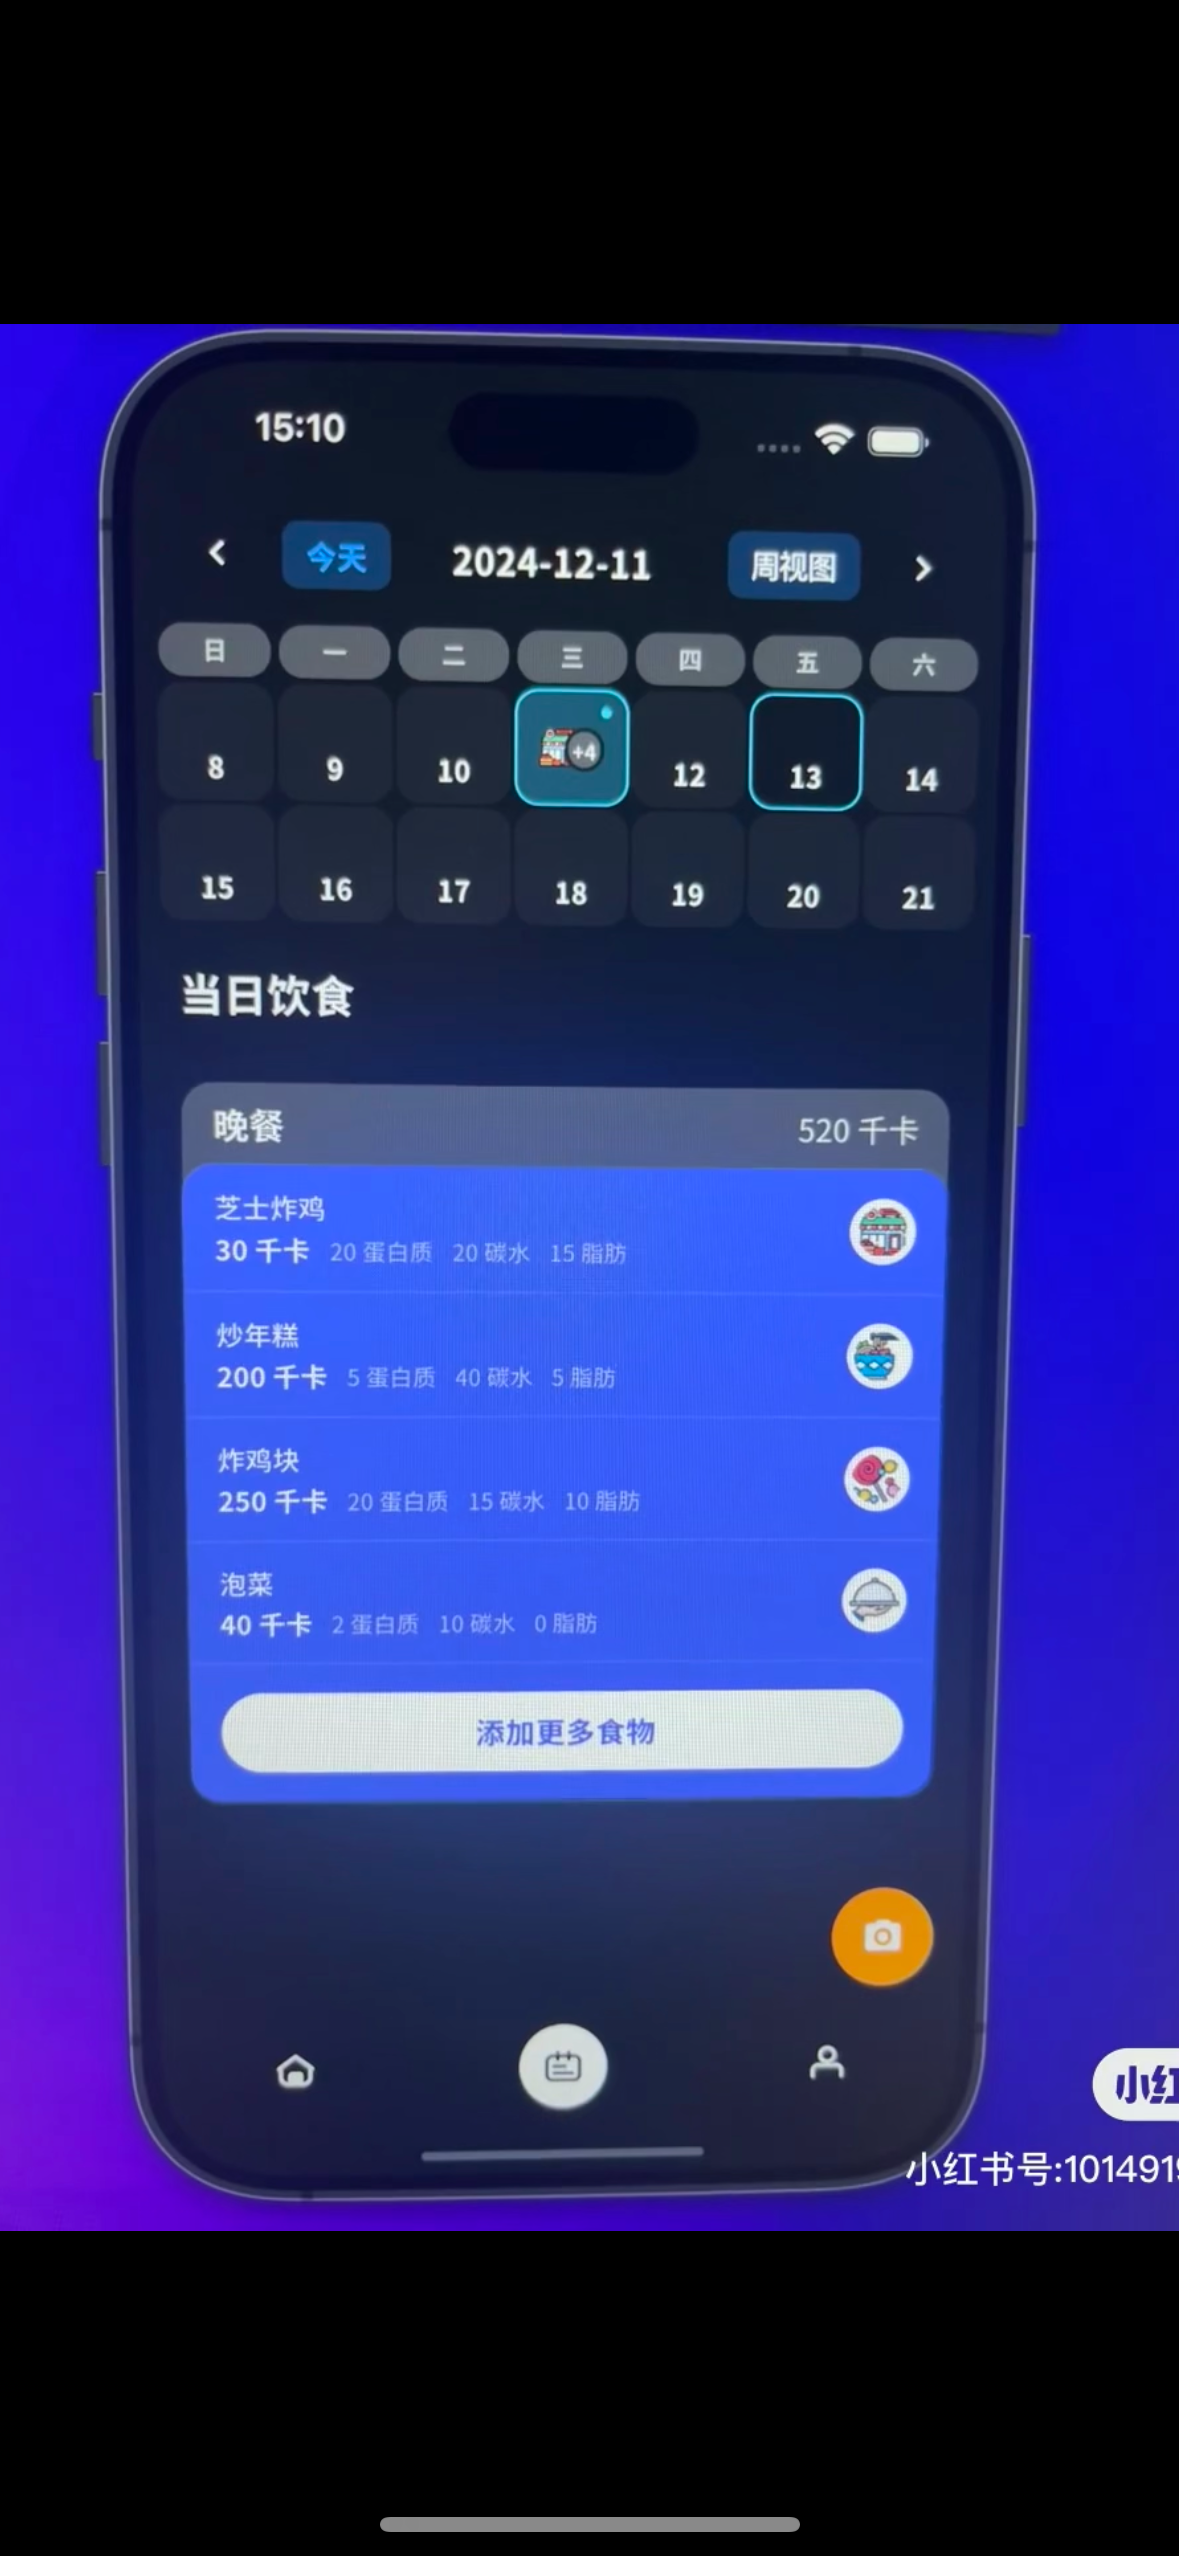 15:10
今天 2024-12-11 周视图
日 一 二 三 四 五 六
8 9 10 +4 12 13 14
15 16 17 18 19 20 21
当日饮食
晚餐 520 千卡
芝士炸鸡
30 千卡 20 蛋白质 20 碳水 15 脂肪
炒年糕
200 千卡 5 蛋白质 40 碳水 5 脂肪
炸鸡块
250 千卡 20 蛋白质 15 碳水 10 脂肪
泡菜
40 千卡 2 蛋白质 10 碳水 0 脂肪
添加更多食物
小红
小红书号:101491